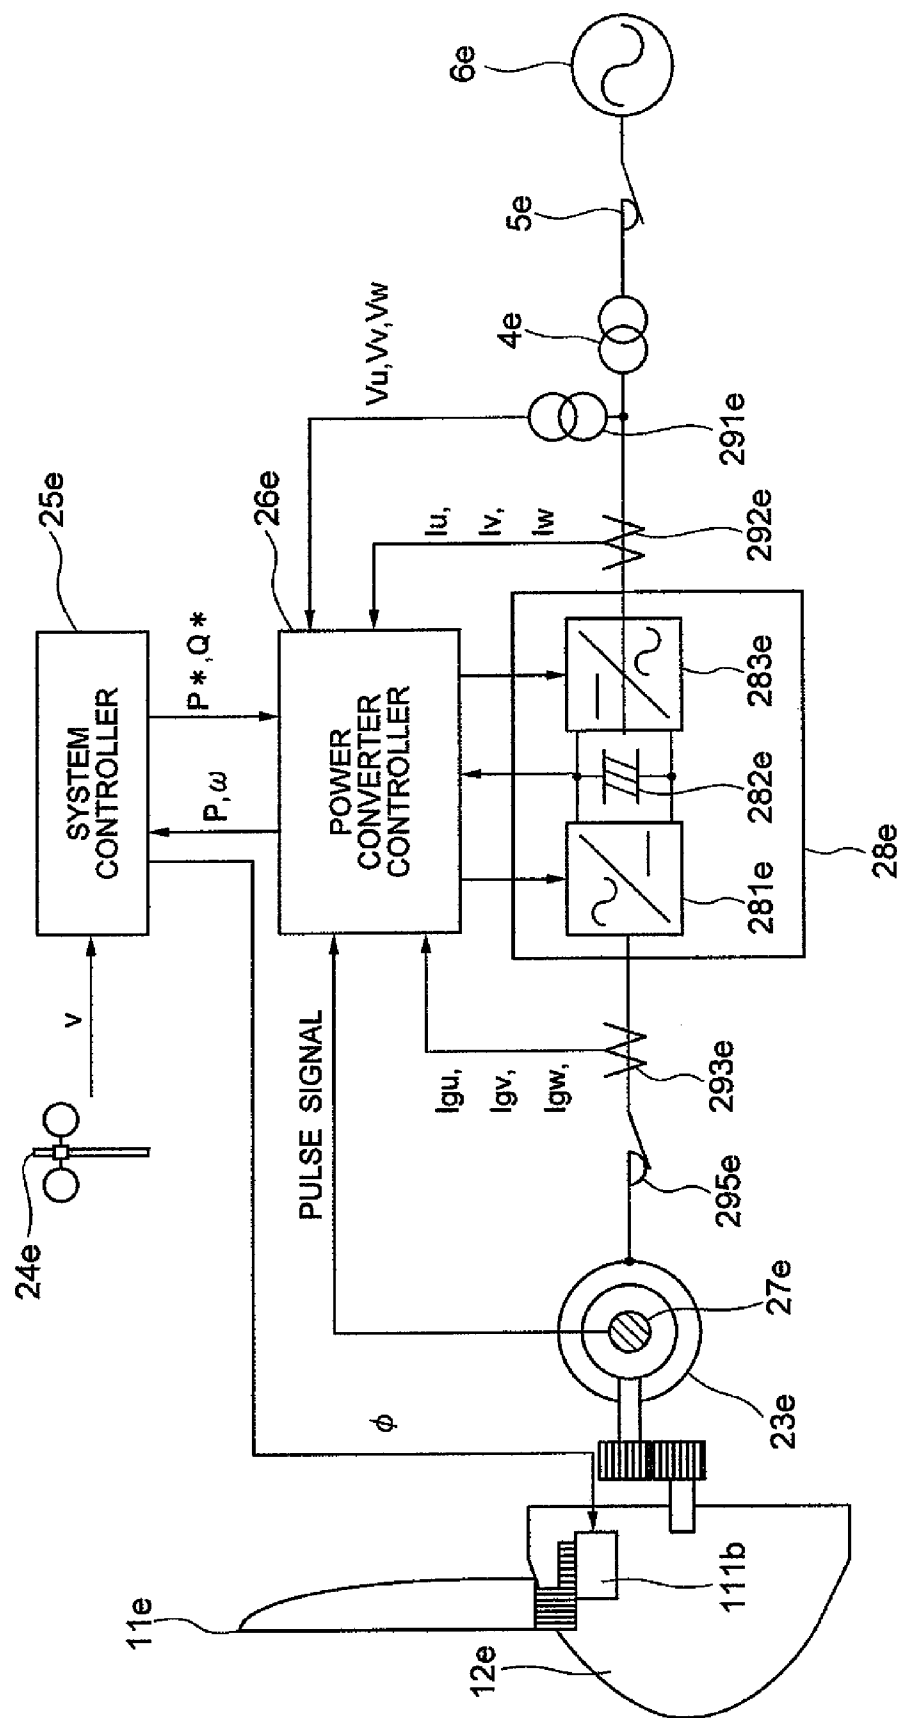 24e
v
25e
SYSTEM
CONTROLLER
P, ω
P*, Q*
26e
POWER
CONVERTER
CONTROLLER
PULSE SIGNAL
Igu,
Igv,
Igw,
Iu,
Iv,
Iw
Vu,Vv,Vw
11e
12e
111b
ϕ
23e
27e
295e
293e
281e
282e
283e
28e
292e
291e
4e
5e
6e